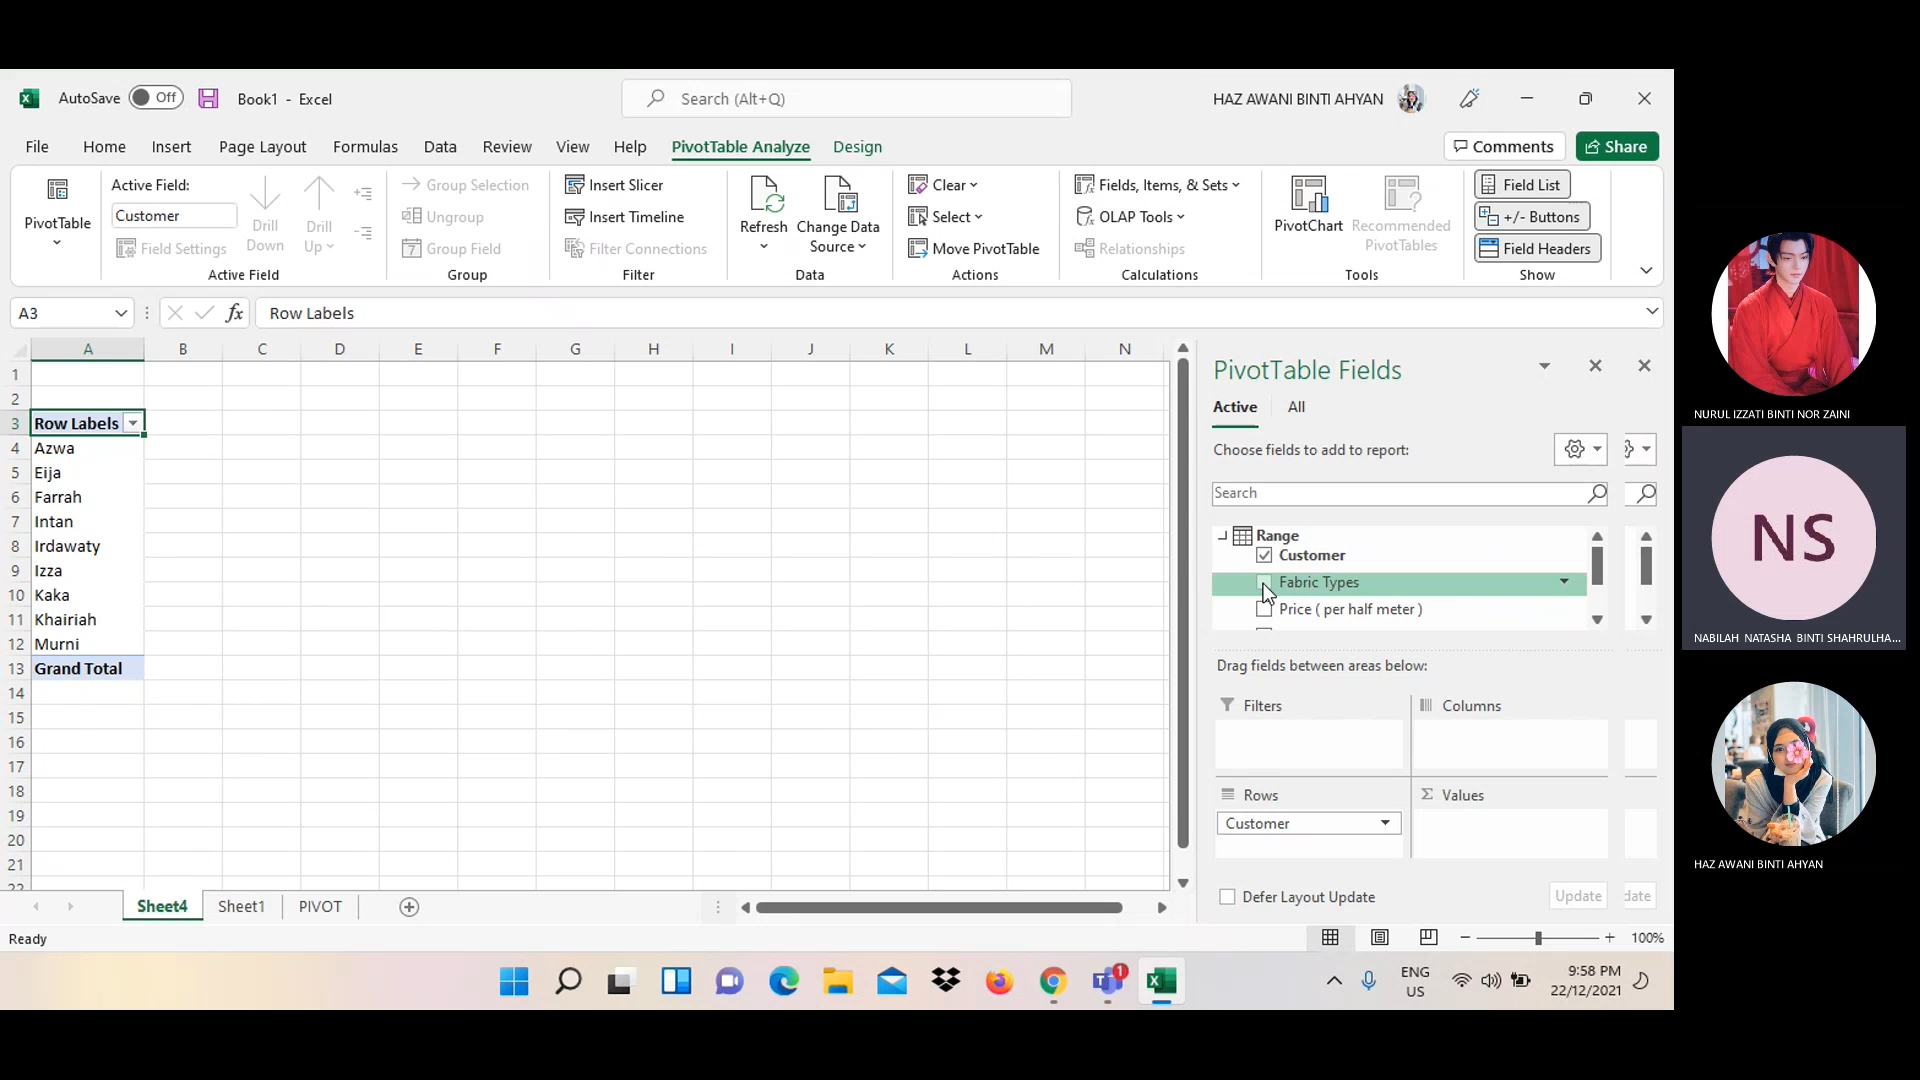 AutoSave Off Book1 - Excel
Search (Alt+Q)
HAZ AWANI BINTI AHYAN
File Home Insert Page Layout Formulas Data Review View Help PivotTable Analyze Design
Comments Share
PivotTable
Active Field:
Customer
Field Settings
Drill Down
Drill Up
Active Field
Group Selection
Ungroup
Group Field
Group
Insert Slicer
Insert Timeline
Filter Connections
Filter
Refresh
Change Data Source
Data
Clear
Select
Move PivotTable
Actions
Fields, Items, & Sets
OLAP Tools
Relationships
Calculations
PivotChart
Recommended PivotTables
Tools
Field List
+/- Buttons
Field Headers
Show
A3 fx Row Labels
A B C D E F G H I J K L M N
1
2
3 Row Labels
4 Azwa
5 Eija
6 Farrah
7 Intan
8 Irdawaty
9 Izza
10 Kaka
11 Khairiah
12 Murni
13 Grand Total
14
15
16
17
18
19
20
21
22
PivotTable Fields
Active All
Choose fields to add to report:
Search
Range
Customer
Fabric Types
Price ( per half meter )
Drag fields between areas below:
Filters
Columns
Rows
Σ Values
Customer
Defer Layout Update
Update
date
Sheet4 Sheet1 PIVOT
Ready
100%
1
ENG
US
9:58 PM
22/12/2021
NURUL IZZATI BINTI NOR ZAINI
NS
NABILAH NATASHA BINTI SHAHRULHA...
HAZ AWANI BINTI AHYAN